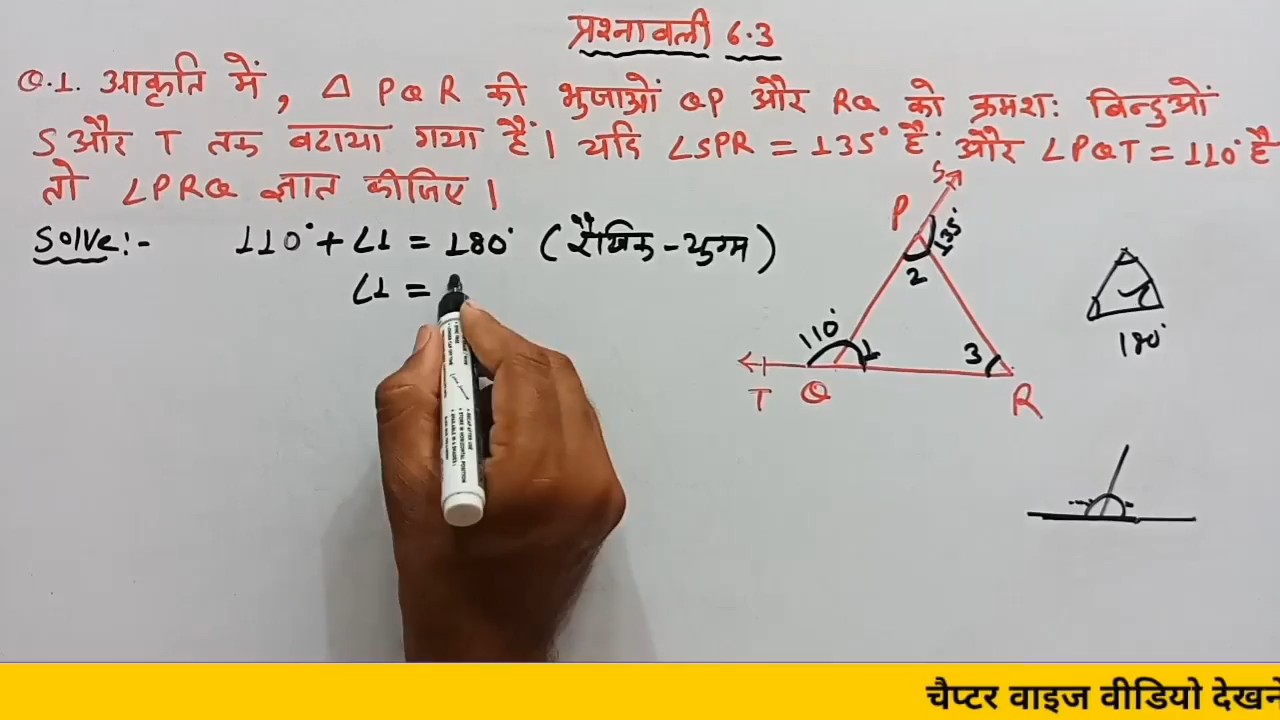 प्रश्नावली 6.3
Q.1. आकृति में, Δ PQR की भुजाओं QP और RQ को क्रमशः बिन्दुओं
S और T तक बढाया गया हैं। यदि ∠SPR = 135° है और ∠PQT = 110° है
तो ∠PRQ ज्ञात कीजिए।
Solve:- 110° + ∠1 = 180° (रैखिक-युग्म)
∠1 =
S
P
135°
2
110°
1
3
T
Q
R
180°
चैप्टर वाइज वीडियो देखने